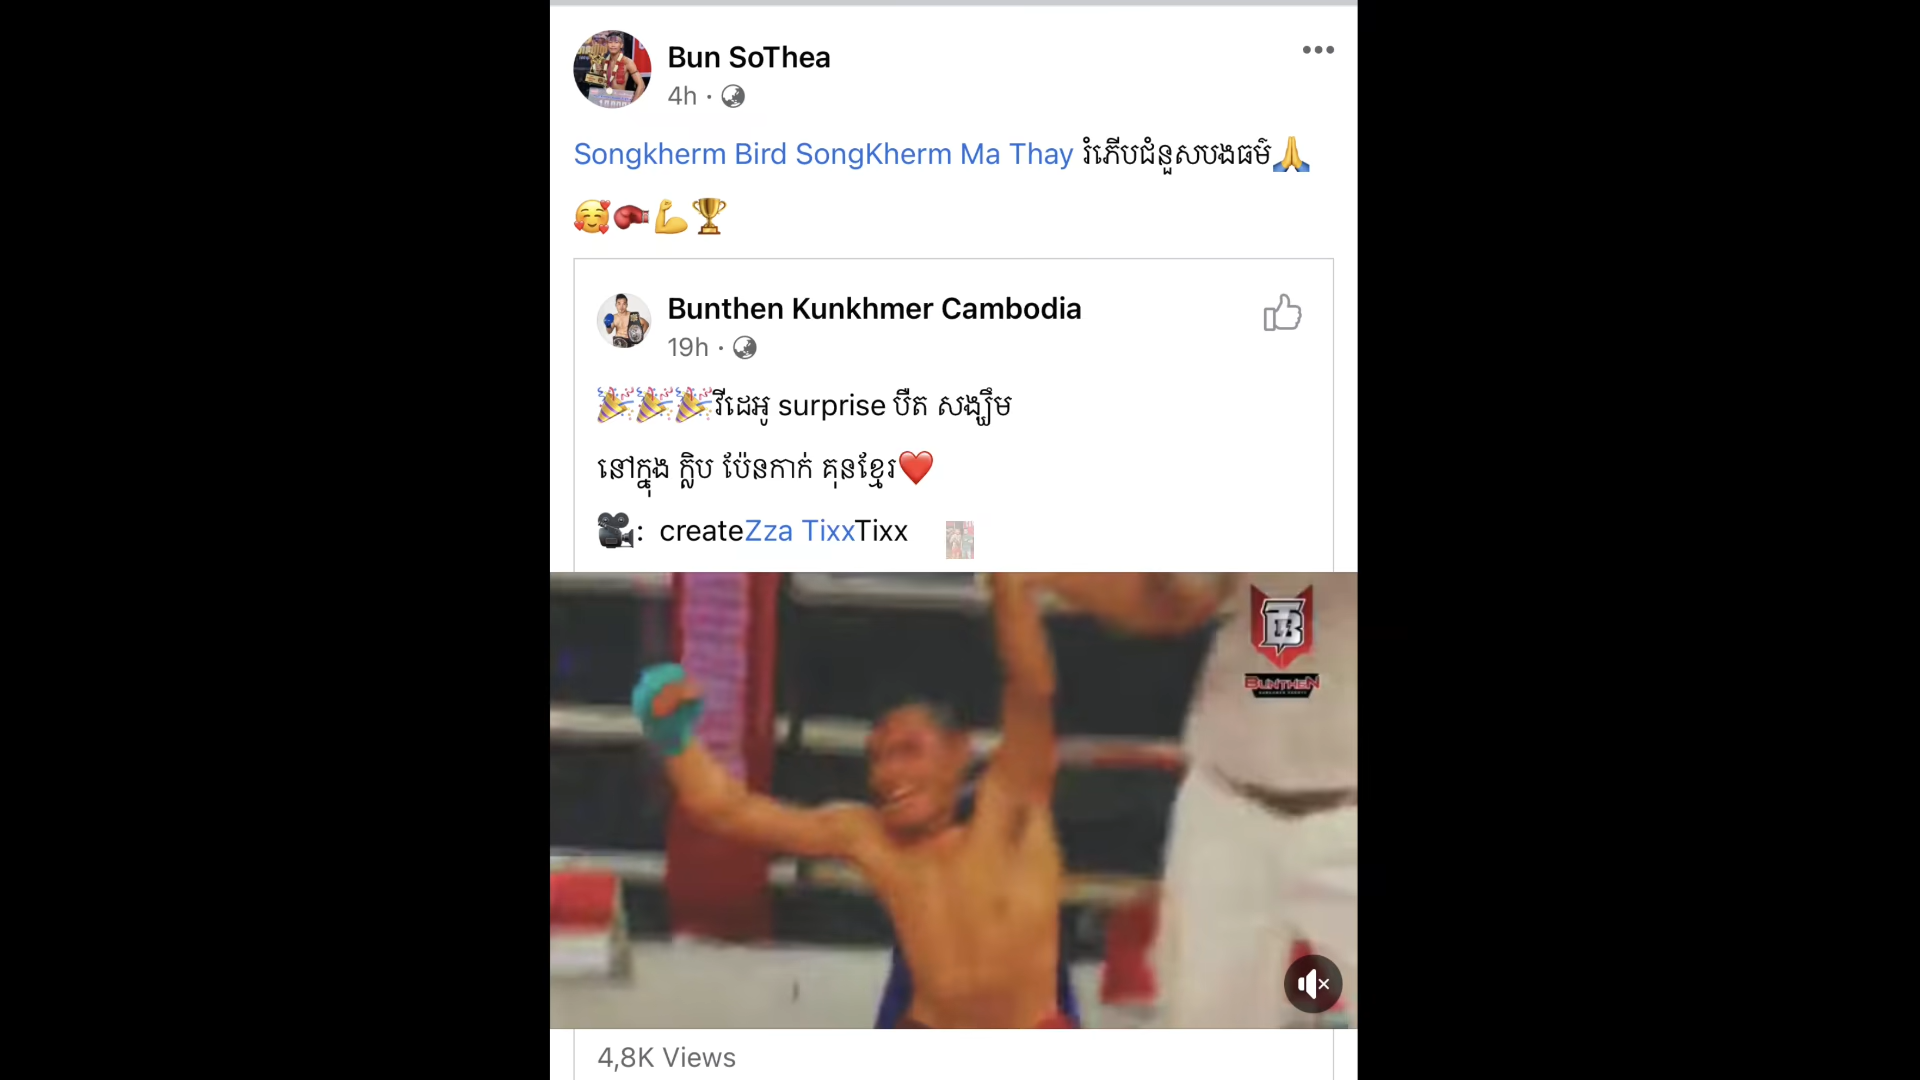 Bun SoThea
4h ·
Songkherm Bird SongKherm Ma Thay រំភើបជំនួសបងធម៌🙏
🥰🥊💪🏆
Bunthen Kunkhmer Cambodia
19h ·
🎉🎉🎉វីដេអូ surprise បឺត សង្ឃឹម
នៅក្នុង ក្លិប ប៉ែនកាក់ គុនខ្មែរ❤️
🎥: createZza TixxTixx
BUNTHEN
4,8K Views